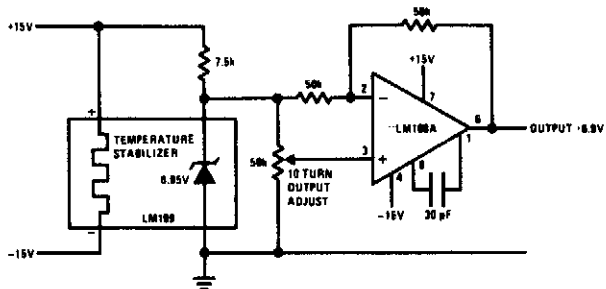 +15V
50k
7.5k
+15V
50k
2
7
+
−
TEMPERATURE
STABILIZER
LM108A
6
OUTPUT ±6.9V
50k
3
+
1
6.95V
10 TURN
OUTPUT
ADJUST
4
8
−15V
30 pF
−
LM199
−15V